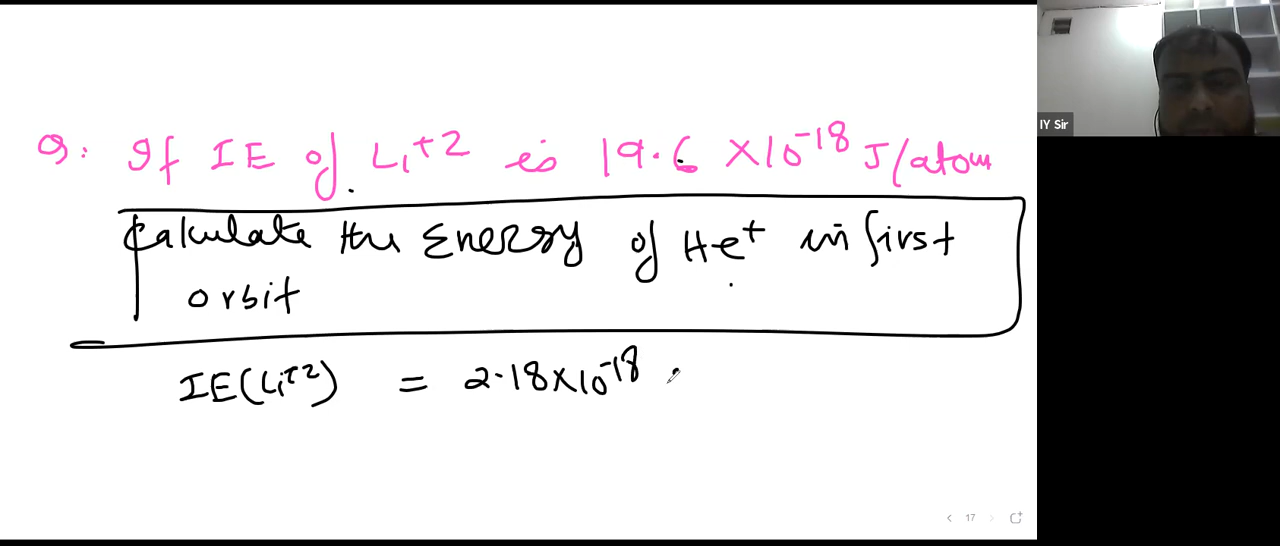 Q: If IE of Li+2 is 19.6 X10-18 J/atom
Calculate the Energy of He+ in first
orbit
IE(Li+2) = 2.18X10-18
IY Sir
17